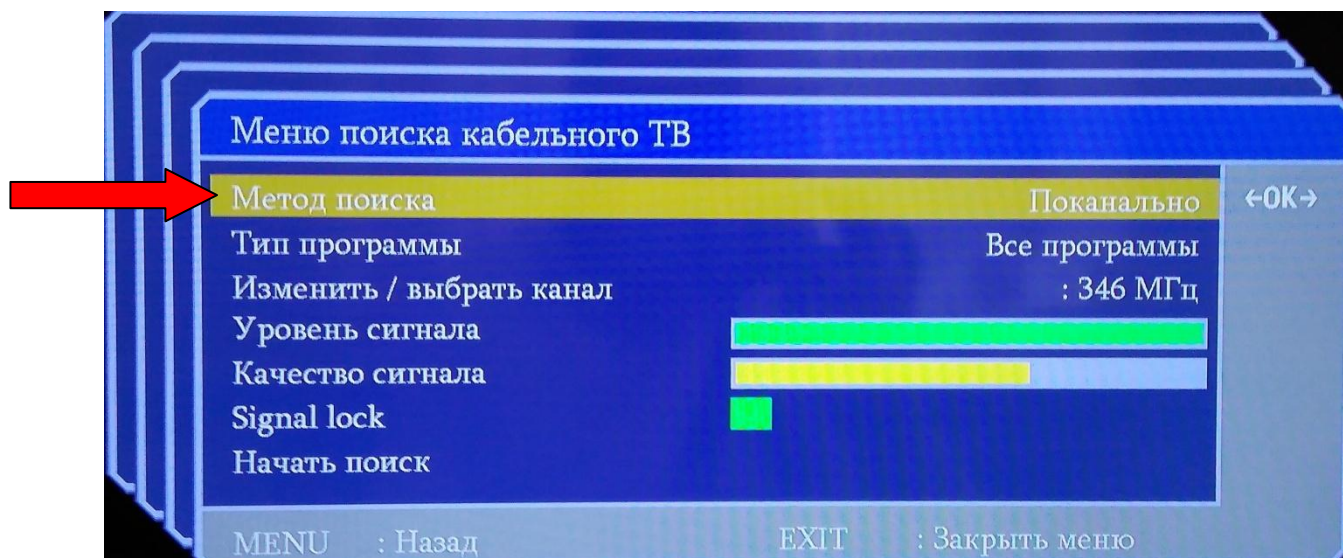 Меню поиска кабельного ТВ
Метод поиска Поканально ←OK→
Тип программы Все программы
Изменить / выбрать канал : 346 МГц
Уровень сигнала
Качество сигнала
Signal lock
Начать поиск
MENU : Назад EXIT : Закрыть меню